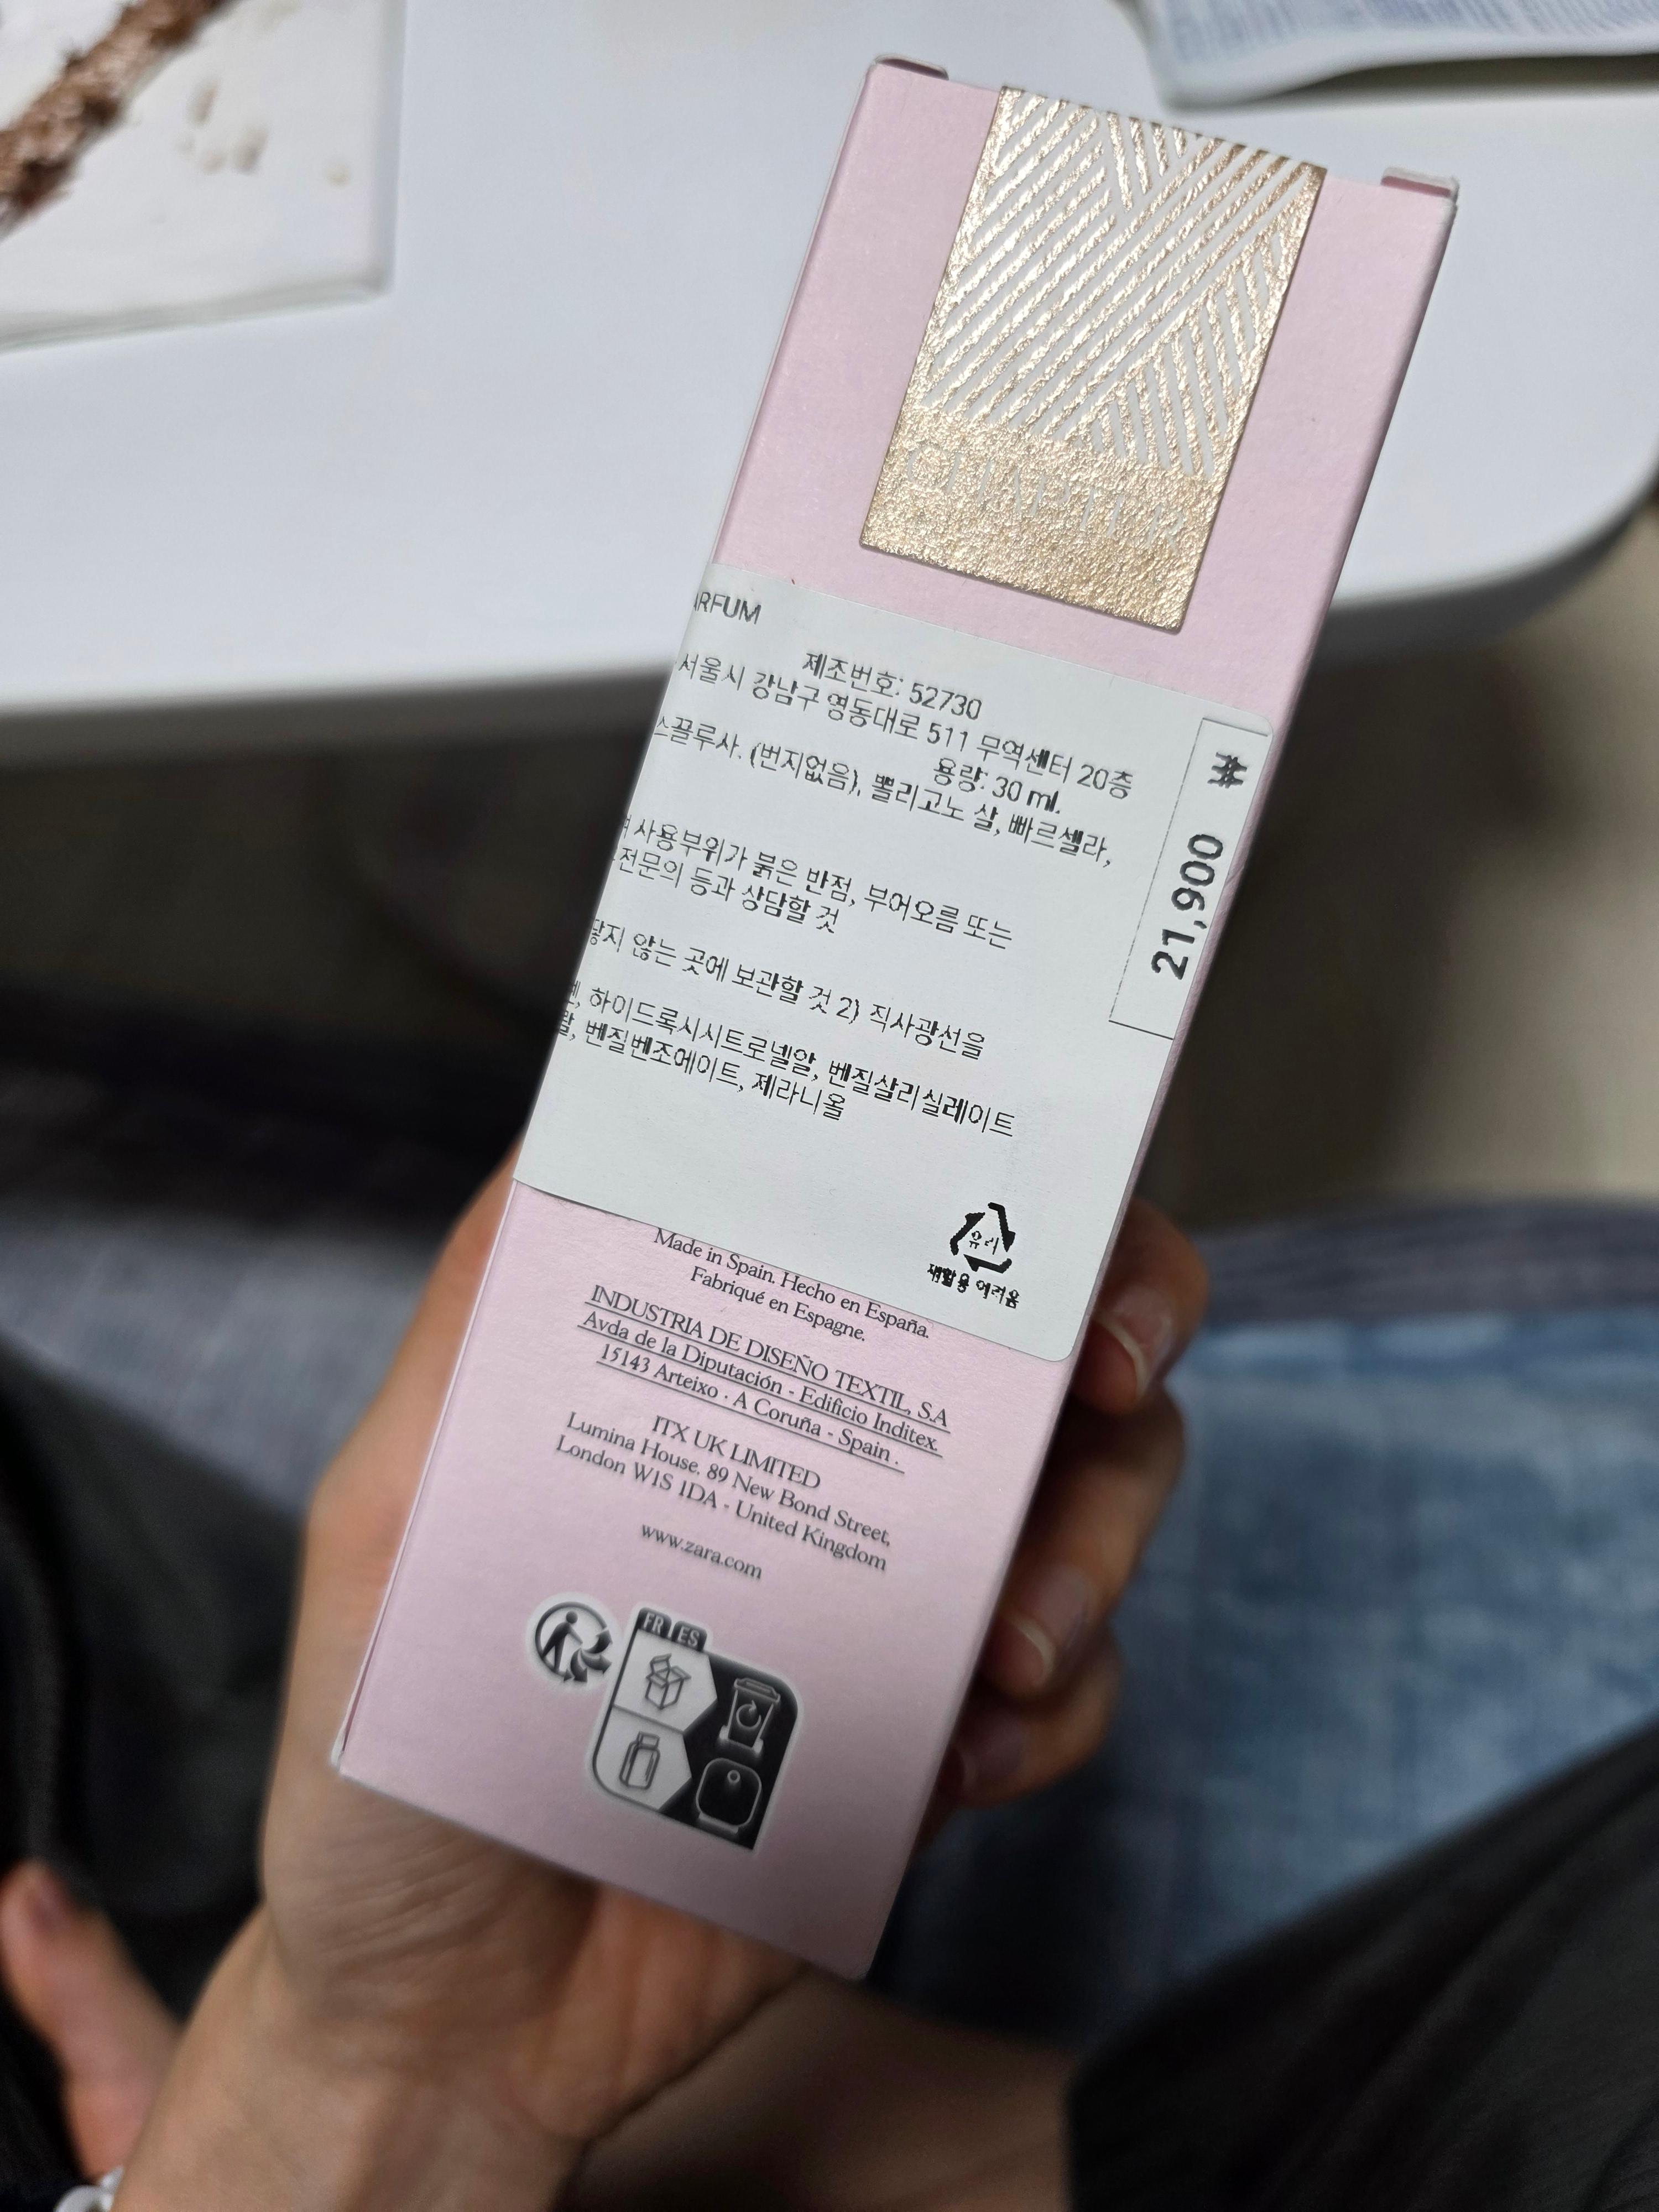 CHAPTER
ARFUM
제조번호: 52730
서울시 강남구 영동대로 511 무역센터 20층
용량: 30 ml.
스끌루사. (번지없음), 뽈리고노 살, 빠르셀라,
사용부위가 붉은 반점, 부어오름 또는
전문의 등과 상담할 것
닿지 않는 곳에 보관할 것 2) 직사광선을
하이드록시시트로넬알, 벤질살리실레이트
벤질벤조에이트, 제라니올
21,900
유리
재활용 어려움
Made in Spain. Hecho en España.
Fabriqué en Espagne.
INDUSTRIA DE DISEÑO TEXTIL, S.A
Avda de la Diputación - Edificio Inditex.
15143 Arteixo . A Coruña - Spain .
ITX UK LIMITED
Lumina House, 89 New Bond Street,
London W1S 1DA - United Kingdom
www.zara.com
FR ES